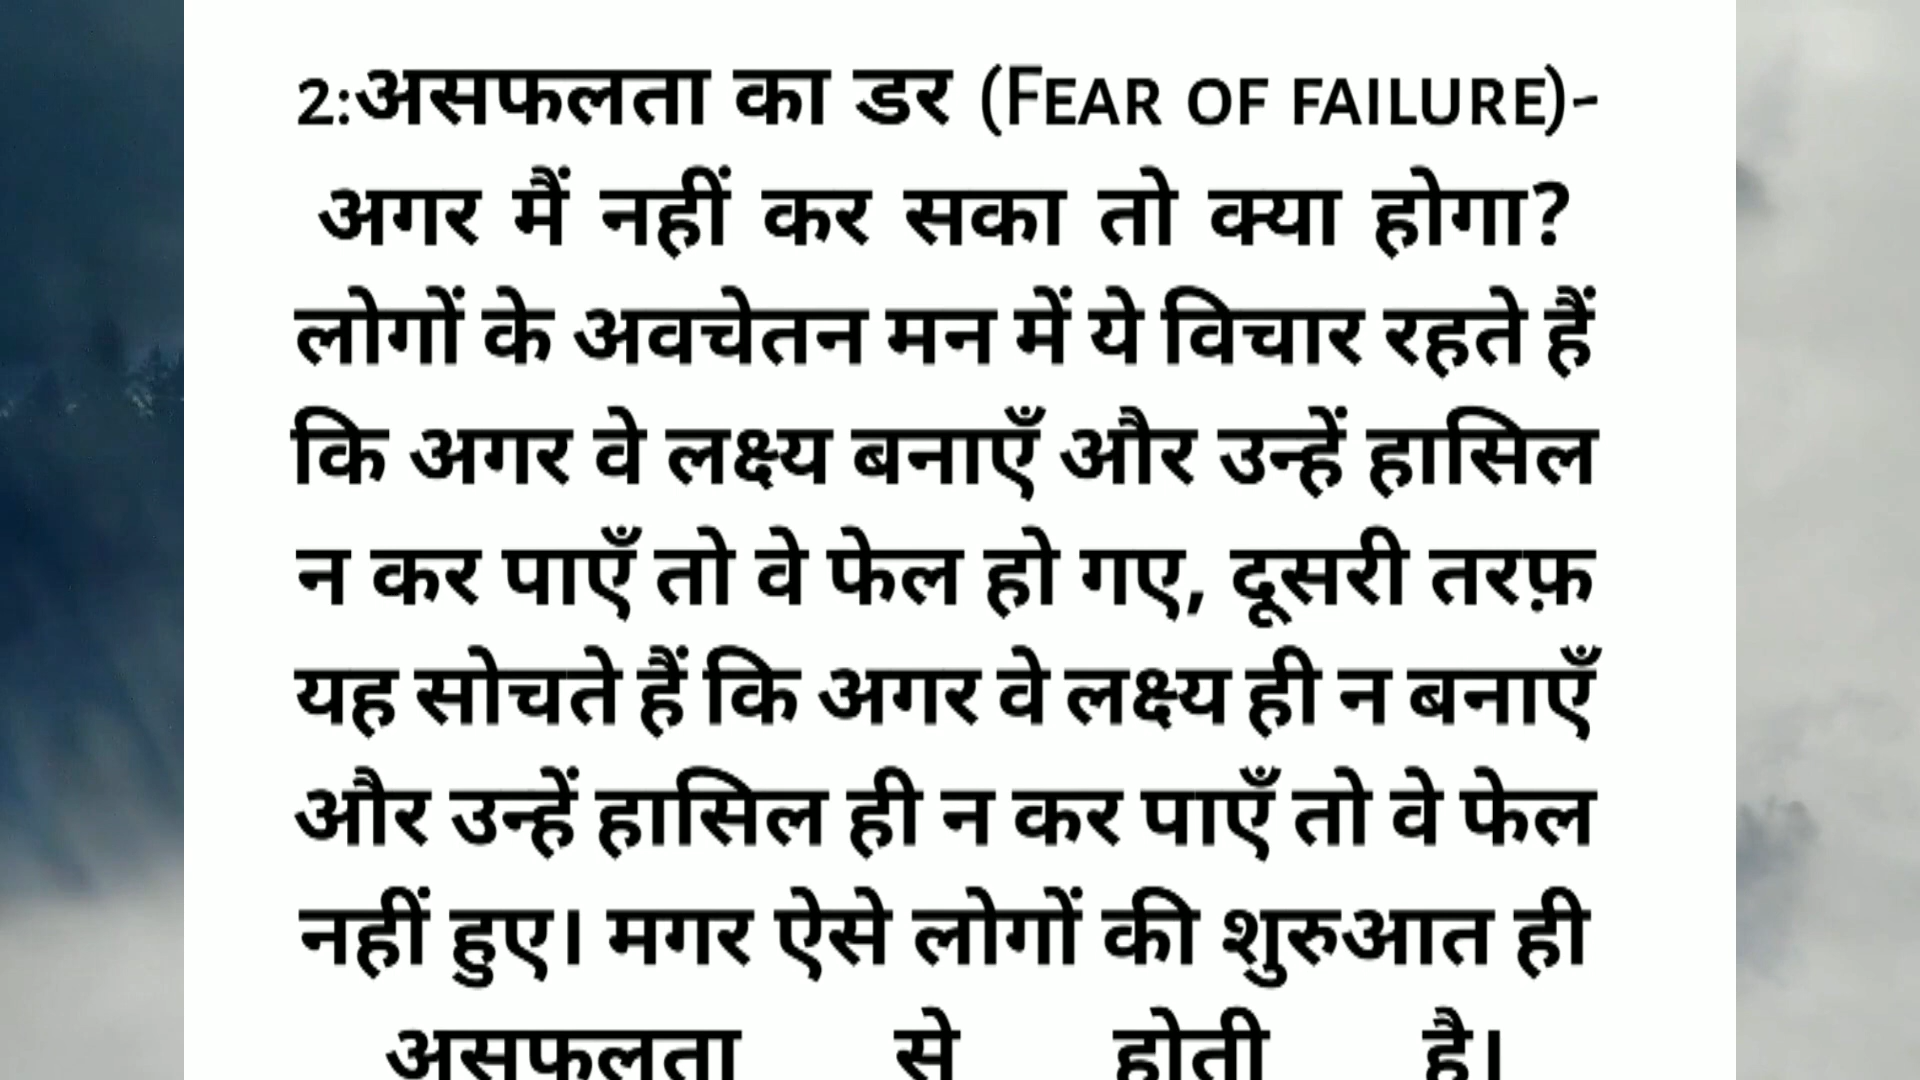 2:असफलता का डर (FEAR OF FAILURE)-
अगर मैं नहीं कर सका तो क्या होगा?
लोगों के अवचेतन मन में ये विचार रहते हैं
कि अगर वे लक्ष्य बनाएँ और उन्हें हासिल
न कर पाएँ तो वे फेल हो गए, दूसरी तरफ़
यह सोचते हैं कि अगर वे लक्ष्य ही न बनाएँ
और उन्हें हासिल ही न कर पाएँ तो वे फेल
नहीं हुए। मगर ऐसे लोगों की शुरुआत ही
असफलता से होती है।